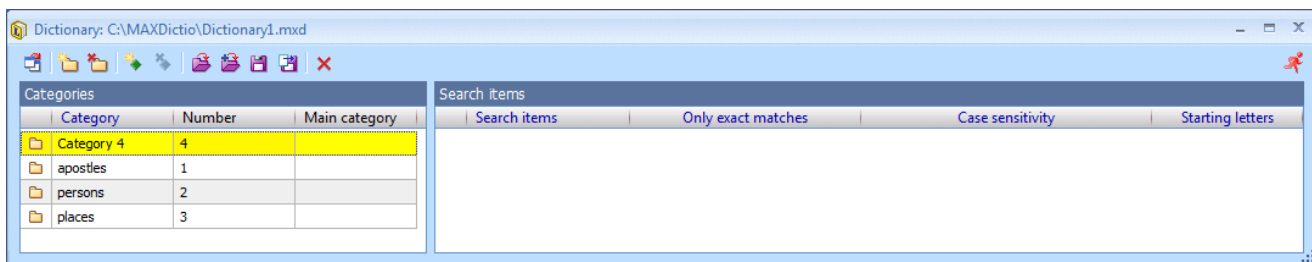 Dictionary: C:\MAXDictio\Dictionary1.mxd
Categories
Category Number Main category
Category 4 4
apostles 1
persons 2
places 3
Search items
Search items Only exact matches Case sensitivity Starting letters